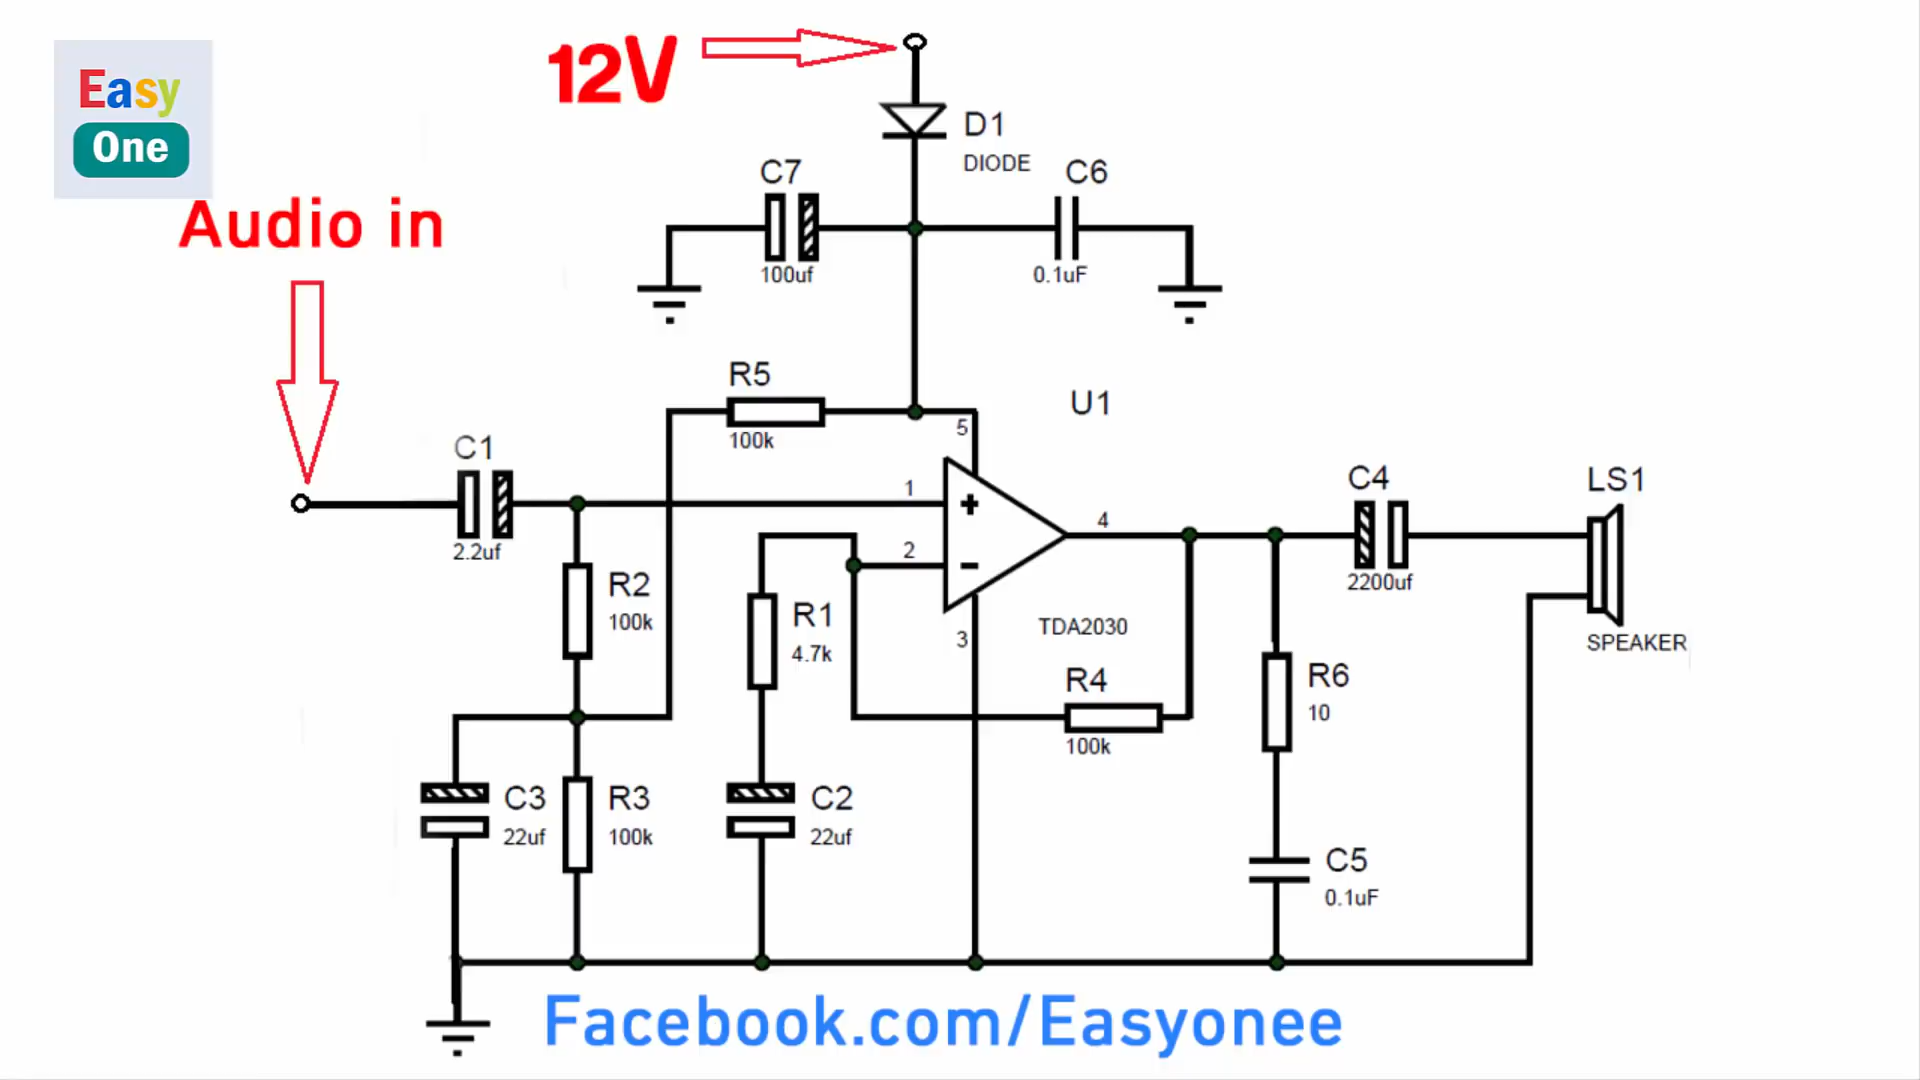 Easy
One
12V
Audio in
D1
DIODE
C7
100uf
C6
0.1uF
R5
100k
U1
5
C1
2.2uf
1
+
2
-
4
3
TDA2030
C4
2200uf
LS1
SPEAKER
R2
100k
R1
4.7k
R4
100k
R6
10
C3
22uf
R3
100k
C2
22uf
C5
0.1uF
Facebook.com/Easyonee